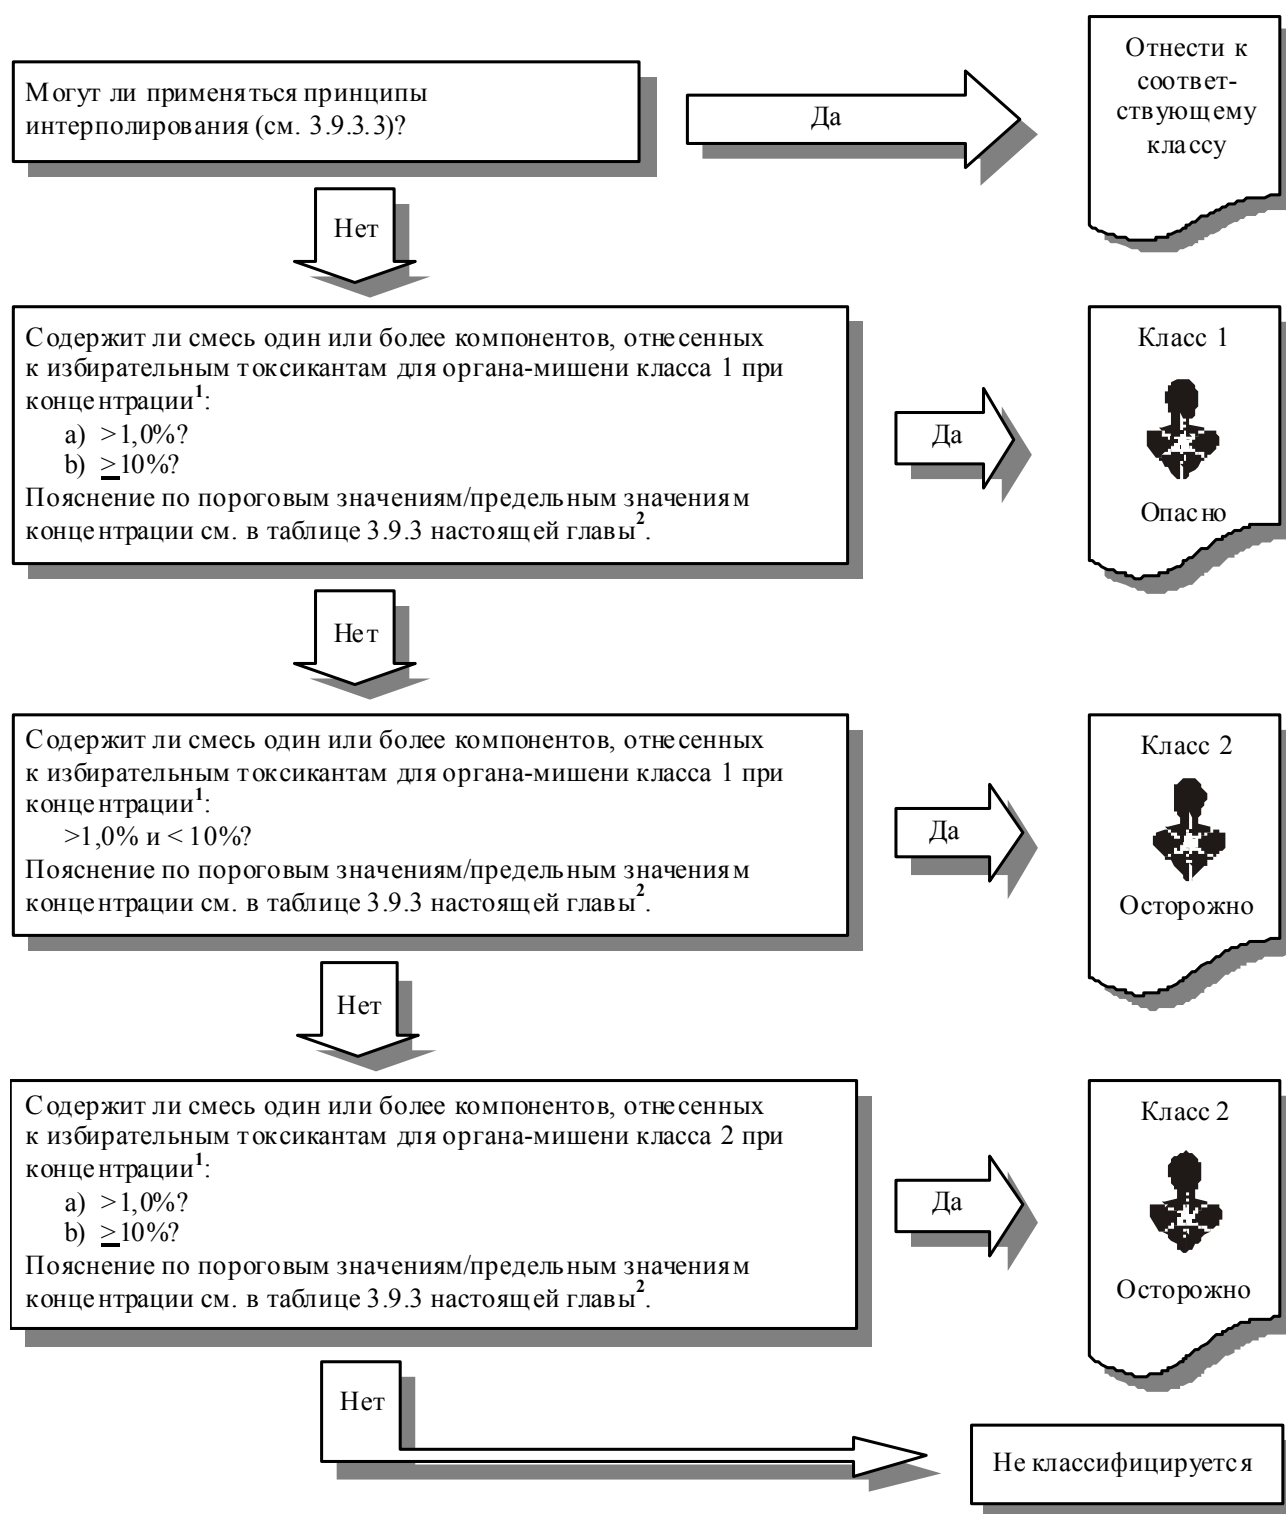 Могут ли применяться принципы
интерполирования (см. 3.9.3.3)?
Да
Отнести к
соответ-
ствующему
классу
Нет
Содержит ли смесь один или более компонентов, отнесенных
к избирательным токсикантам для органа-мишени класса 1 при
концентрации¹:
a) >1,0%?
b) ≥10%?
Пояснение по пороговым значениям/предельным значениям
концентрации см. в таблице 3.9.3 настоящей главы².
Да
Класс 1
Опасно
Нет
Содержит ли смесь один или более компонентов, отнесенных
к избирательным токсикантам для органа-мишени класса 1 при
концентрации¹:
>1,0% и < 10%?
Пояснение по пороговым значениям/предельным значениям
концентрации см. в таблице 3.9.3 настоящей главы².
Да
Класс 2
Осторожно
Нет
Содержит ли смесь один или более компонентов, отнесенных
к избирательным токсикантам для органа-мишени класса 2 при
концентрации¹:
a) >1,0%?
b) ≥10%?
Пояснение по пороговым значениям/предельным значениям
концентрации см. в таблице 3.9.3 настоящей главы².
Да
Класс 2
Осторожно
Нет
Не классифицируется